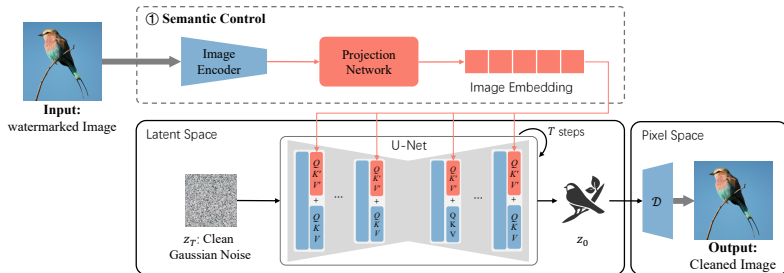 ① Semantic Control
Image
Encoder
Projection
Network
Image Embedding
Input:
watermarked Image
Latent Space
U-Net
T steps
Pixel Space
Q
K'
V'
+
Q
K
V
...
Q
K'
V'
+
Q
K
V
Q
K'
V'
+
Q
K
V
...
Q
K'
V'
+
Q
K
V
z_T: Clean
Gaussian Noise
z_0
𝒟
Output:
Cleaned Image